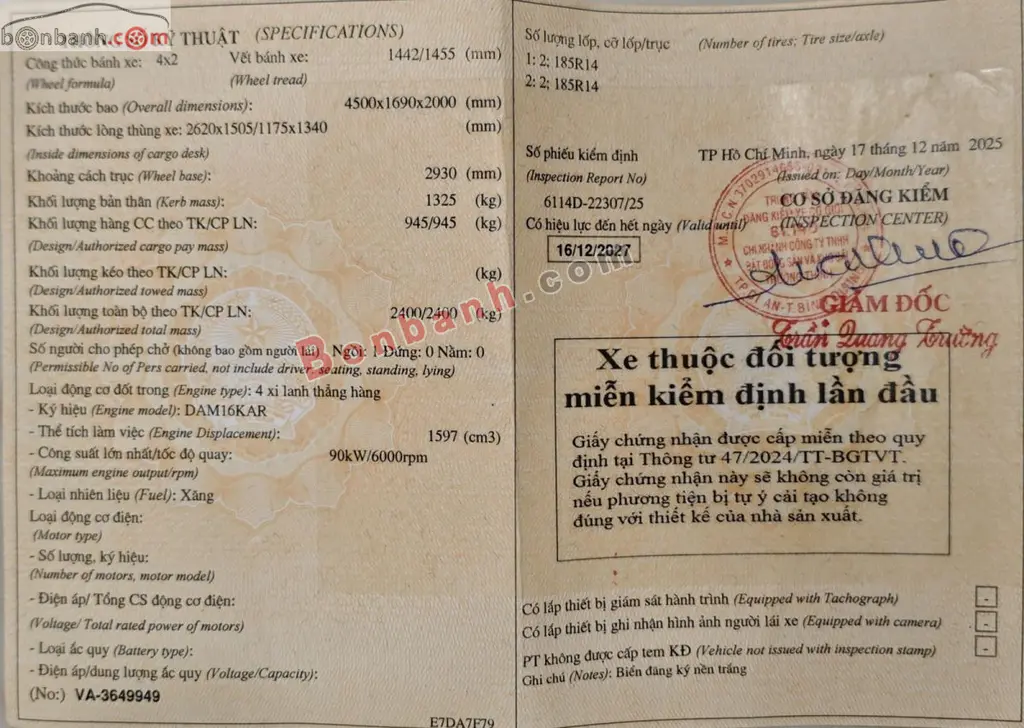 bonbanh.com
KỸ THUẬT (SPECIFICATIONS)
Công thức bánh xe: 4x2 Vết bánh xe: 1442/1455 (mm)
(Wheel formula) (Wheel tread)
Kích thước bao (Overall dimensions): 4500x1690x2000 (mm)
Kích thước lòng thùng xe: 2620x1505/1175x1340 (mm)
(Inside dimensions of cargo desk)
Khoảng cách trục (Wheel base): 2930 (mm)
Khối lượng bản thân (Kerb mass): 1325 (kg)
Khối lượng hàng CC theo TK/CP LN: 945/945 (kg)
(Design/Authorized cargo pay mass)
Khối lượng kéo theo TK/CP LN: (kg)
(Design/Authorized towed mass)
Khối lượng toàn bộ theo TK/CP LN: 2400/2400 (kg)
(Design/Authorized total mass)
Số người cho phép chở (không bao gồm người lái) : Ngồi: 1 Đứng: 0 Nằm: 0
(Permissible No of Pers carried, not include driver, seating, standing, lying)
Loại động cơ đốt trong (Engine type): 4 xi lanh thẳng hàng
- Ký hiệu (Engine model): DAM16KAR
- Thể tích làm việc (Engine Displacement): 1597 (cm3)
- Công suất lớn nhất/tốc độ quay: 90kW/6000rpm
(Maximum engine output/rpm)
- Loại nhiên liệu (Fuel): Xăng
Loại động cơ điện:
(Motor type)
- Số lượng, ký hiệu:
(Number of motors, motor model)
- Điện áp/ Tổng CS động cơ điện:
(Voltage/ Total rated power of motors)
- Loại ắc quy (Battery type):
- Điện áp/dung lượng ắc quy (Voltage/Capacity):
(No:) VA-3649949
E7DA7F79
Số lượng lốp, cỡ lốp/trục (Number of tires; Tire size/axle)
1: 2; 185R14
2: 2; 185R14
Số phiếu kiểm định TP Hồ Chí Minh, ngày 17 tháng 12 năm 2025
(Inspection Report No) (Issued on: Day/Month/Year)
6114D-22307/25 CƠ SỞ ĐĂNG KIỂM
Có hiệu lực đến hết ngày (Valid until) (INSPECTION CENTER)
16/12/2027
CHI NHÁNH CÔNG TY TNHH
GIÁM ĐỐC
Trần Quang Trường
Xe thuộc đối tượng
miễn kiểm định lần đầu
Giấy chứng nhận được cấp miễn theo quy
định tại Thông tư 47/2024/TT-BGTVT.
Giấy chứng nhận này sẽ không còn giá trị
nếu phương tiện bị tự ý cải tạo không
đúng với thiết kế của nhà sản xuất.
Có lắp thiết bị giám sát hành trình (Equipped with Tachograph) -
Có lắp thiết bị ghi nhận hình ảnh người lái xe (Equipped with camera) -
PT không được cấp tem KĐ (Vehicle not issued with inspection stamp) -
Ghi chú (Notes): Biển đăng ký nền trắng
Bonbanh.com